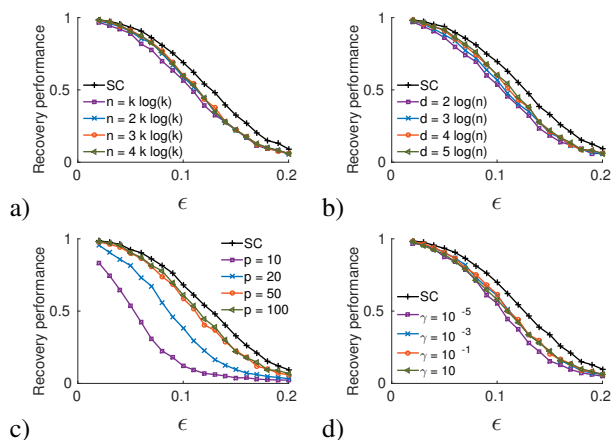 1
0.5
0
Recovery performance
SC
n = k log(k)
n = 2 k log(k)
n = 3 k log(k)
n = 4 k log(k)
0
0.1
0.2
ϵ
a)
1
0.5
0
Recovery performance
SC
d = 2 log(n)
d = 3 log(n)
d = 4 log(n)
d = 5 log(n)
0
0.1
0.2
ϵ
b)
1
0.5
0
Recovery performance
SC
p = 10
p = 20
p = 50
p = 100
0
0.1
0.2
ϵ
c)
1
0.5
0
Recovery performance
SC
γ = 10 -5
γ = 10 -3
γ = 10 -1
γ = 10
0
0.1
0.2
ϵ
d)